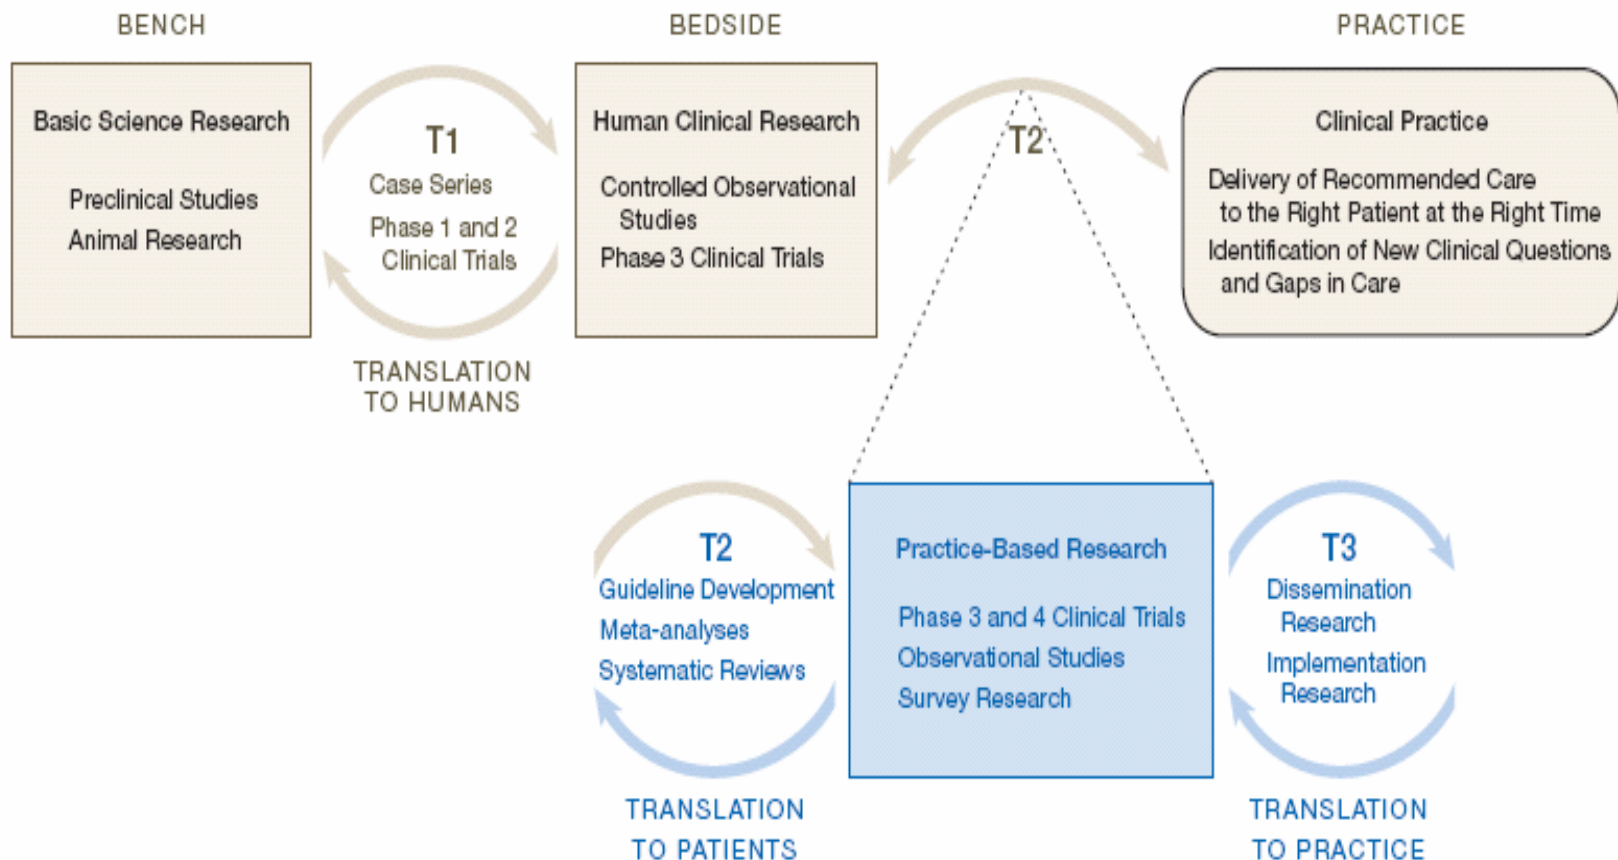 BENCH
BEDSIDE
PRACTICE
Basic Science Research
Preclinical Studies
Animal Research
T1
Case Series
Phase 1 and 2
Clinical Trials
TRANSLATION
TO HUMANS
Human Clinical Research
Controlled Observational
Studies
Phase 3 Clinical Trials
T2
Clinical Practice
Delivery of Recommended Care
to the Right Patient at the Right Time
Identification of New Clinical Questions
and Gaps in Care
T2
Guideline Development
Meta-analyses
Systematic Reviews
TRANSLATION
TO PATIENTS
Practice-Based Research
Phase 3 and 4 Clinical Trials
Observational Studies
Survey Research
T3
Dissemination
Research
Implementation
Research
TRANSLATION
TO PRACTICE